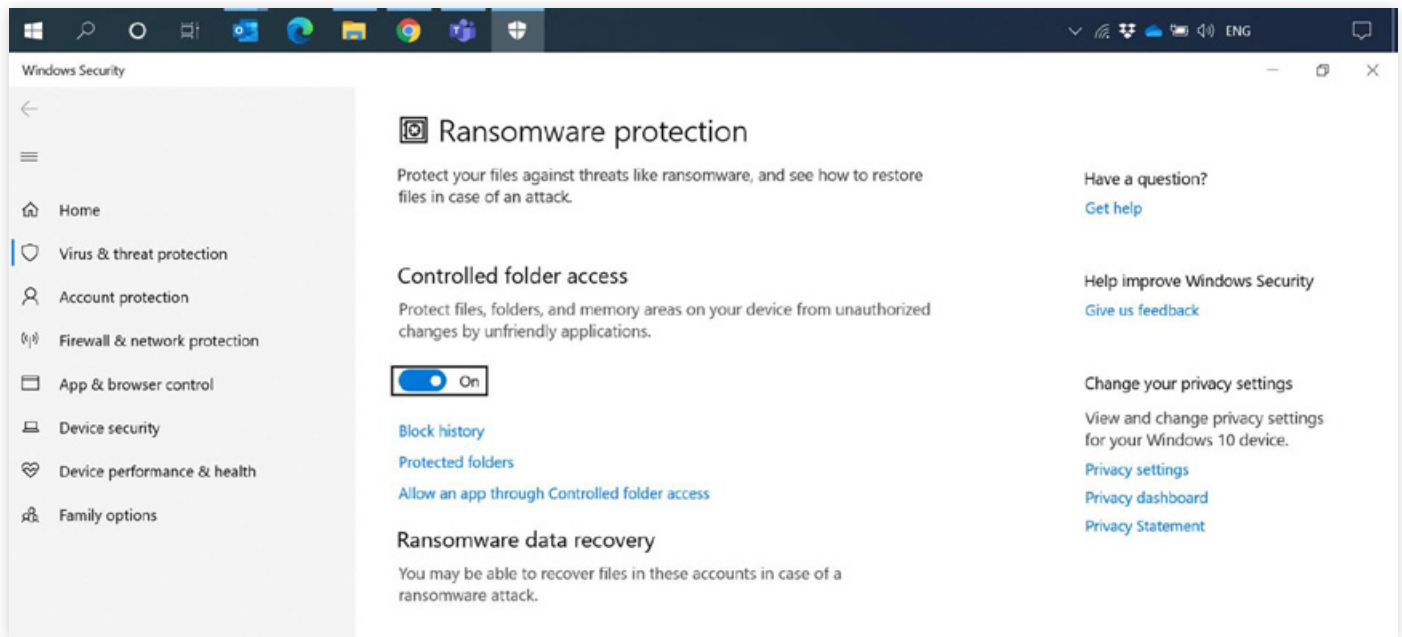 ENG
Windows Security
Home
Virus & threat protection
Account protection
Firewall & network protection
App & browser control
Device security
Device performance & health
Family options
Ransomware protection
Protect your files against threats like ransomware, and see how to restore
files in case of an attack.
Controlled folder access
Protect files, folders, and memory areas on your device from unauthorized
changes by unfriendly applications.
On
Block history
Protected folders
Allow an app through Controlled folder access
Ransomware data recovery
You may be able to recover files in these accounts in case of a
ransomware attack.
Have a question?
Get help
Help improve Windows Security
Give us feedback
Change your privacy settings
View and change privacy settings
for your Windows 10 device.
Privacy settings
Privacy dashboard
Privacy Statement